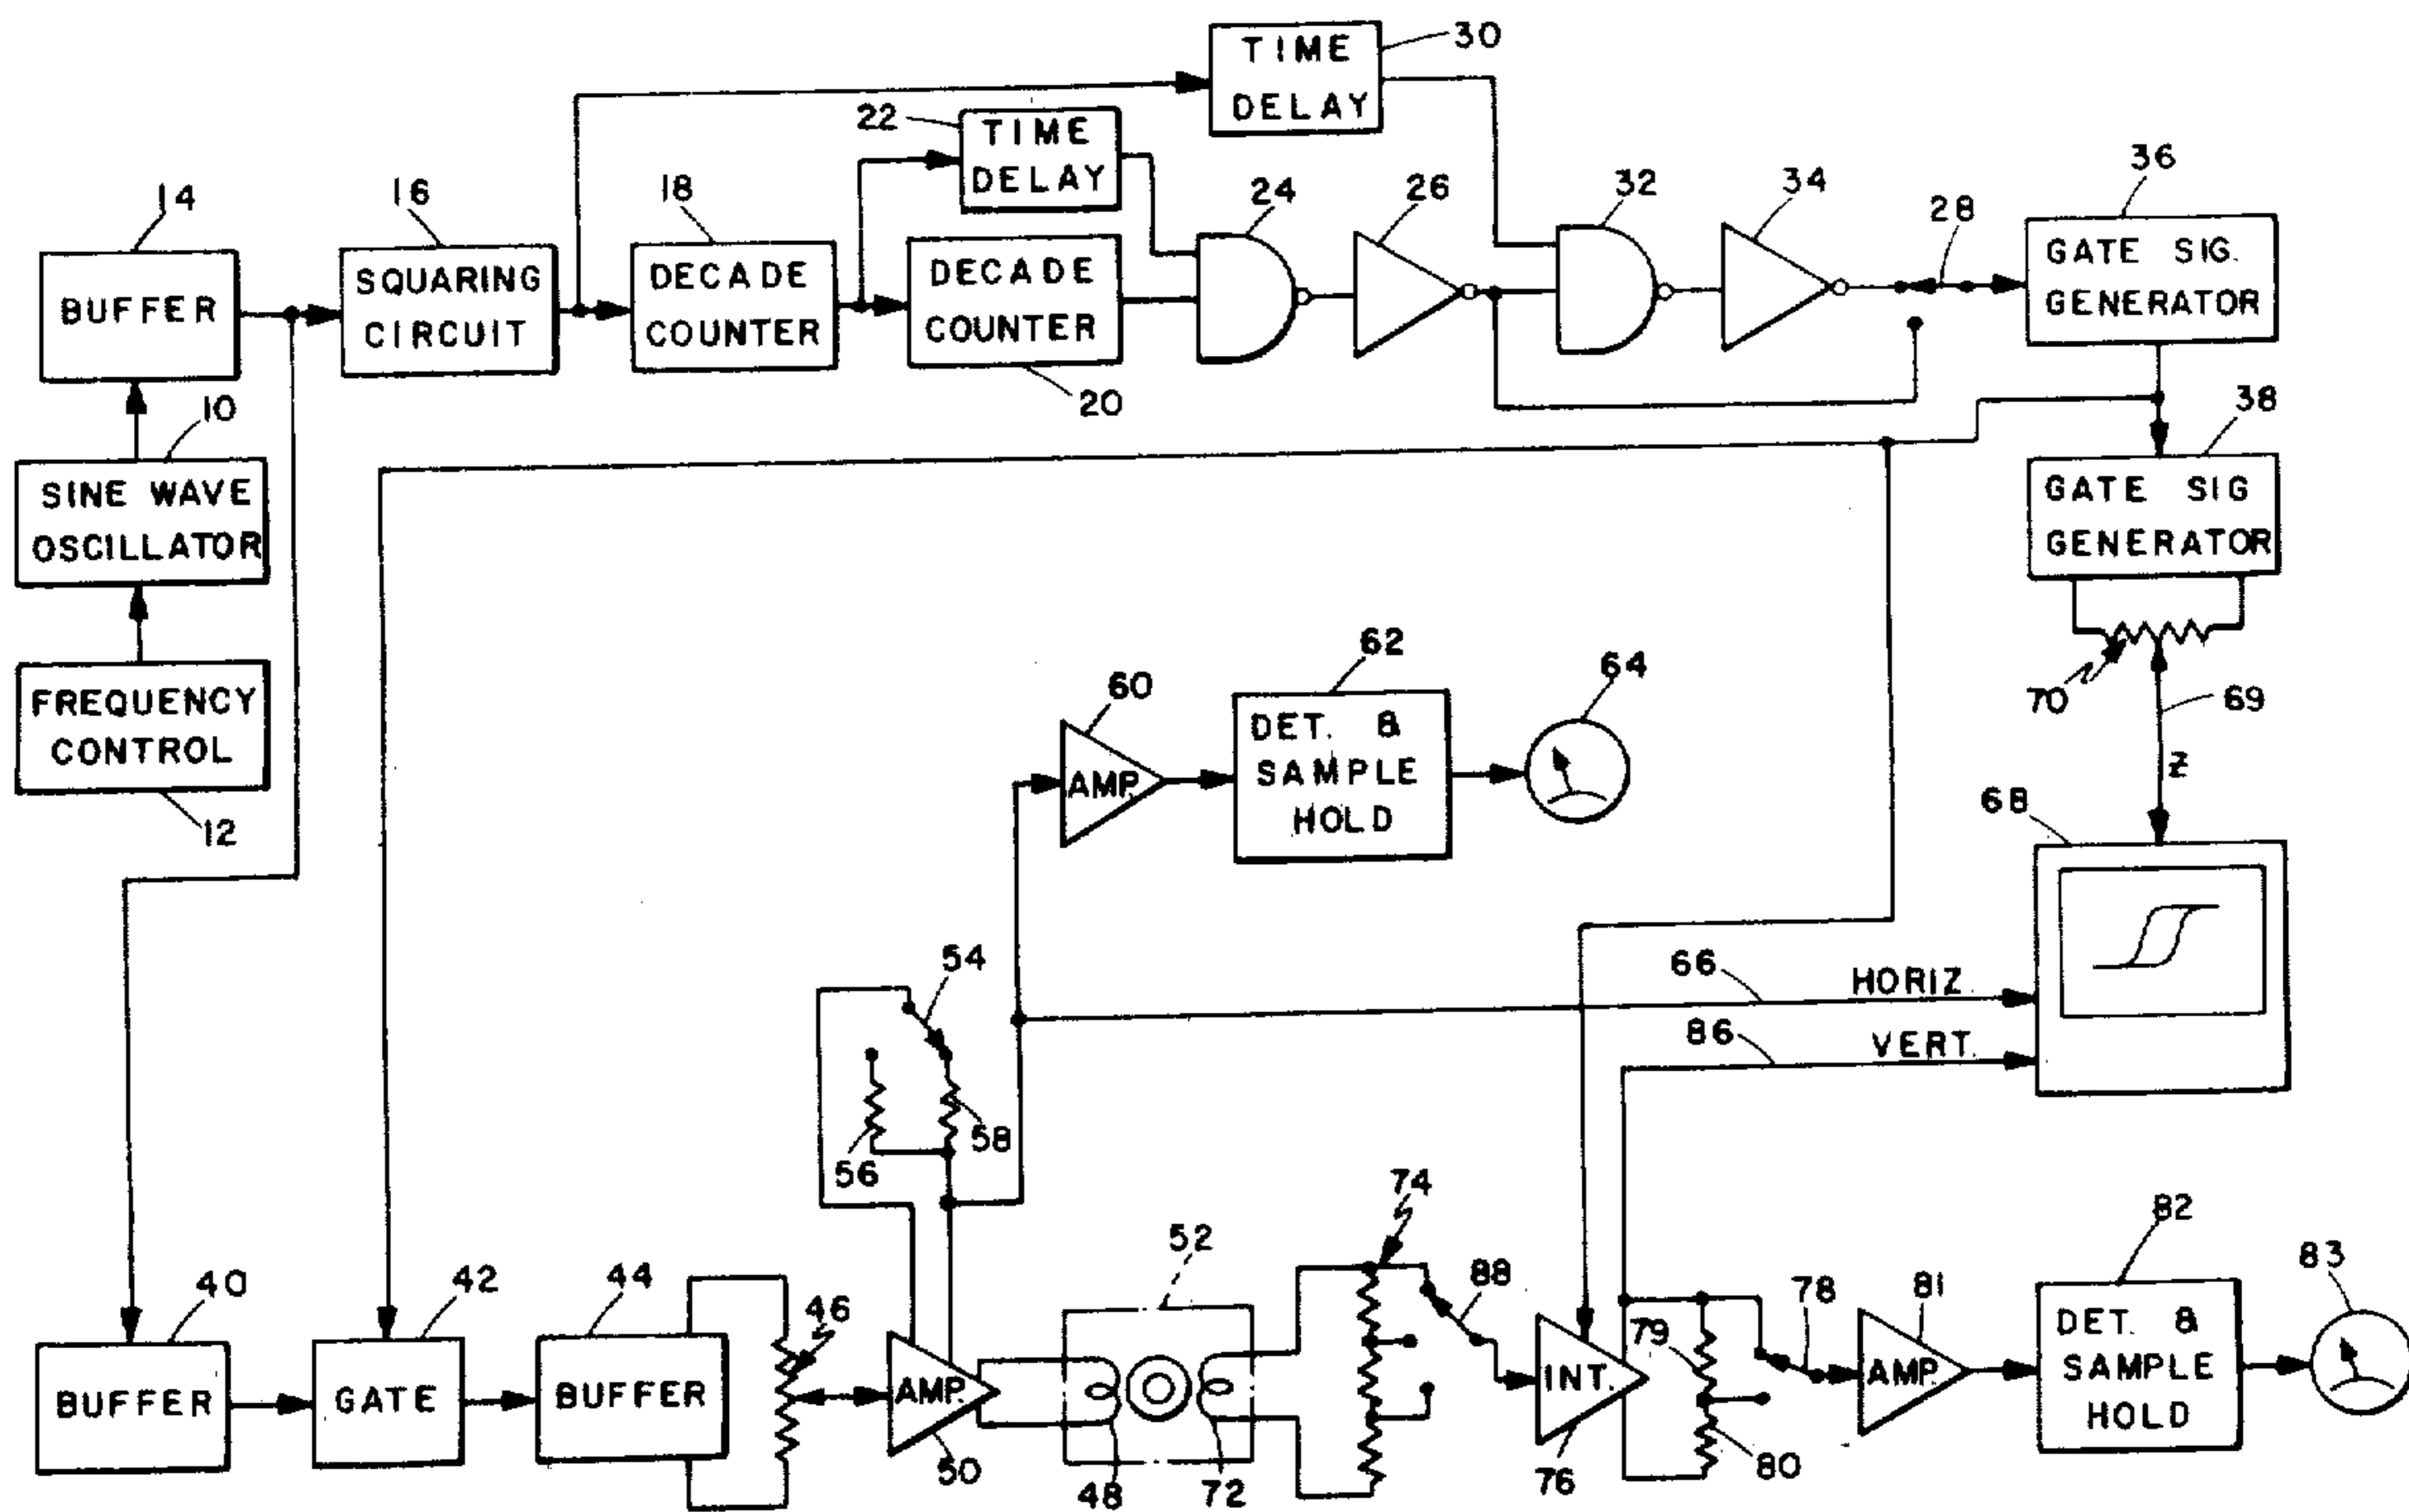 TIME
DELAY
30
22
TIME
DELAY
14
BUFFER
16
SQUARING
CIRCUIT
18
DECADE
COUNTER
DECADE
COUNTER
20
24
26
32
34
28
36
GATE SIG.
GENERATOR
10
SINE WAVE
OSCILLATOR
38
GATE SIG
GENERATOR
FREQUENCY
CONTROL
12
60
AMP.
62
DET. &
SAMPLE
HOLD
64
70
69
Z
68
54
56
58
66
HORIZ.
86
VERT.
40
BUFFER
42
GATE
44
BUFFER
46
AMP.
50
52
48
72
74
88
INT.
76
79
80
78
81
AMP.
82
DET. &
SAMPLE
HOLD
83